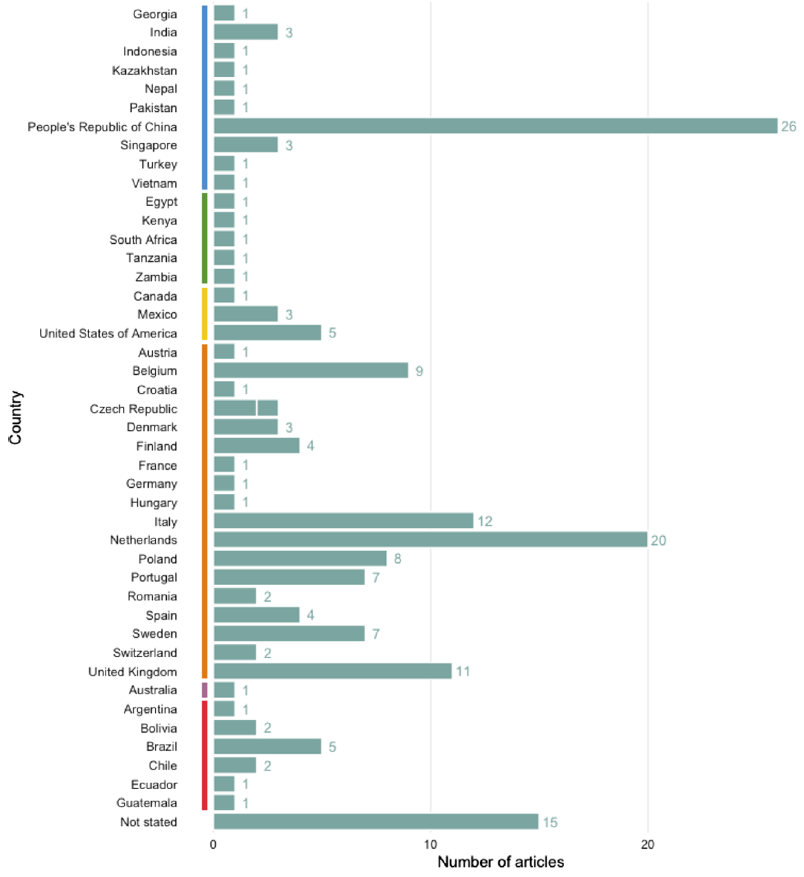 Georgia 1
India 3
Indonesia 1
Kazakhstan 1
Nepal 1
Pakistan 1
People's Republic of China 26
Singapore 3
Turkey 1
Vietnam 1
Egypt 1
Kenya 1
South Africa 1
Tanzania 1
Zambia 1
Canada 1
Mexico 3
United States of America 5
Austria 1
Belgium 9
Croatia 1
Czech Republic
Denmark 3
Finland 4
France 1
Germany 1
Hungary 1
Italy 12
Netherlands 20
Poland 8
Portugal 7
Romania 2
Spain 4
Sweden 7
Switzerland 2
United Kingdom 11
Australia 1
Argentina 1
Bolivia 2
Brazil 5
Chile 2
Ecuador 1
Guatemala 1
Not stated 15
Country
0 10 20
Number of articles